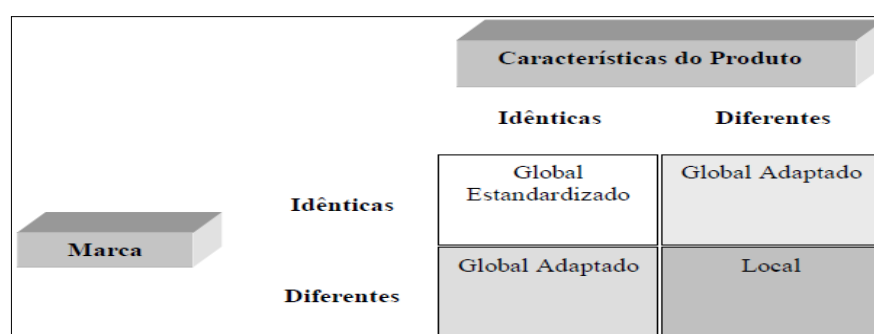 Características do Produto
Idênticas Diferentes
Idênticas
Global
Estandardizado
Global Adaptado
Marca
Diferentes
Global Adaptado
Local